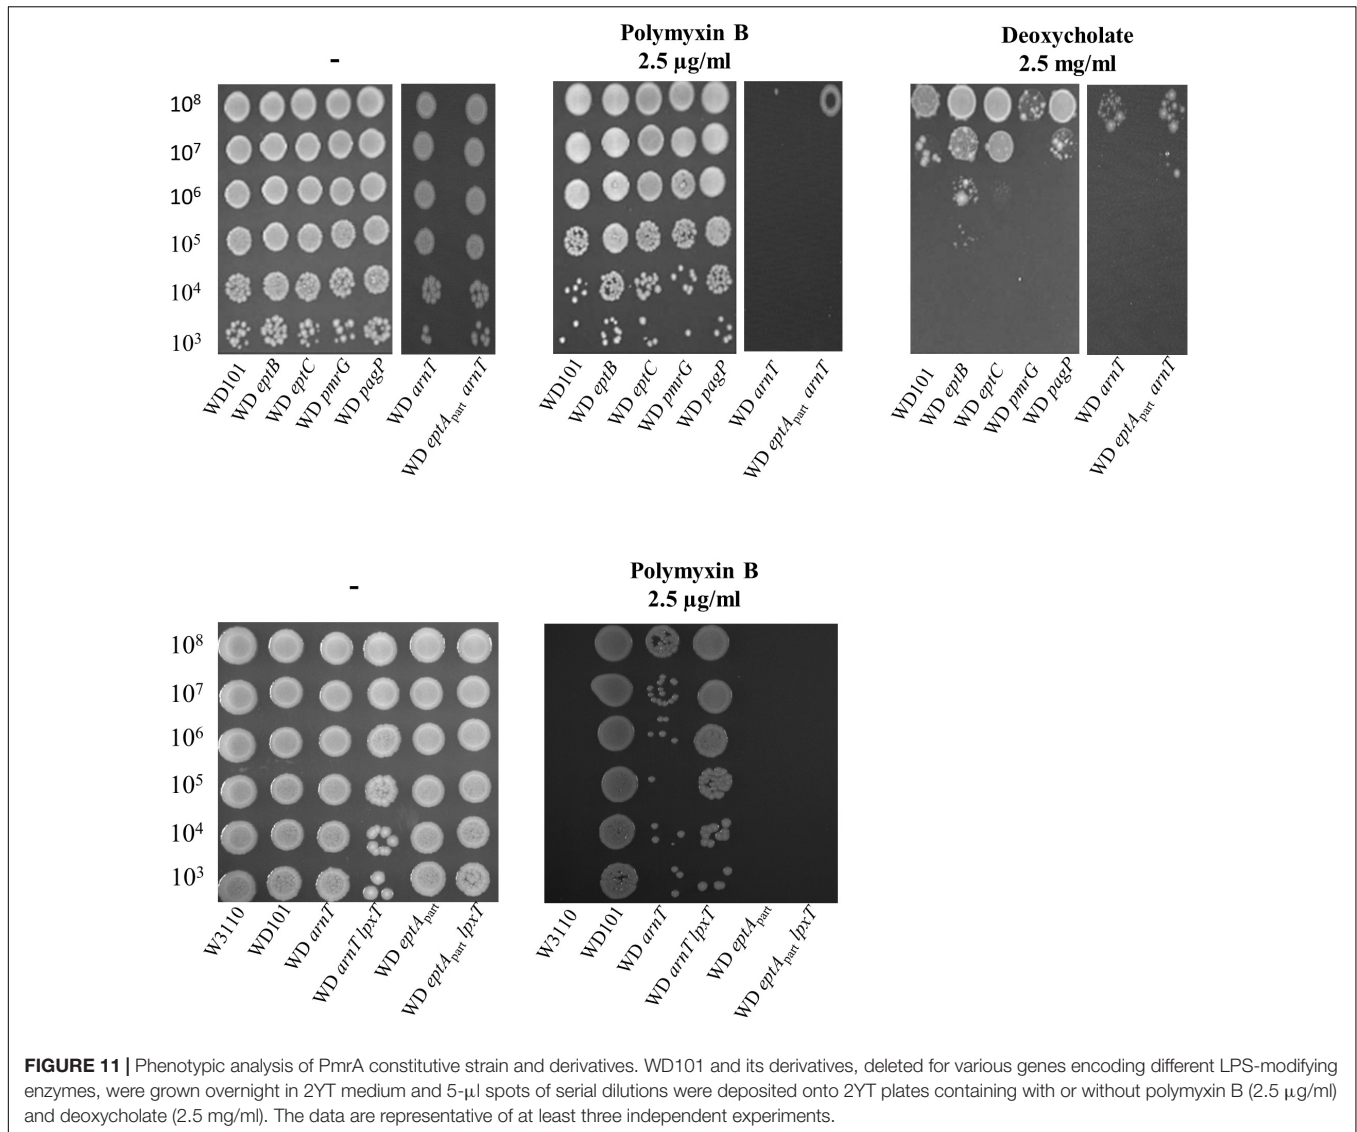 -
Polymyxin B
2.5 µg/ml
Deoxycholate
2.5 mg/ml
10⁸
10⁷
10⁶
10⁵
10⁴
10³
WD101
WD eptB
WD eptC
WD pmrG
WD pagP
WD arnT
WD eptApart arnT
WD101
WD eptB
WD eptC
WD pmrG
WD pagP
WD arnT
WD eptApart arnT
WD101
WD eptB
WD eptC
WD pmrG
WD pagP
WD arnT
WD eptApart arnT
-
Polymyxin B
2.5 µg/ml
10⁸
10⁷
10⁶
10⁵
10⁴
10³
W3110
WD101
WD arnT
WD arnT lpxT
WD eptApart
WD eptApart lpxT
W3110
WD101
WD arnT
WD arnT lpxT
WD eptApart
WD eptApart lpxT
FIGURE 11 | Phenotypic analysis of PmrA constitutive strain and derivatives. WD101 and its derivatives, deleted for various genes encoding different LPS-modifying
enzymes, were grown overnight in 2YT medium and 5-µl spots of serial dilutions were deposited onto 2YT plates containing with or without polymyxin B (2.5 µg/ml)
and deoxycholate (2.5 mg/ml). The data are representative of at least three independent experiments.